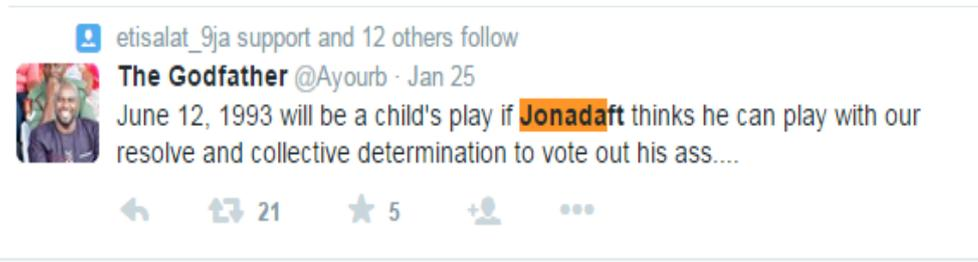 etisalat_9ja support and 12 others follow
The Godfather @Ayourb · Jan 25
June 12, 1993 will be a child's play if Jonadaft thinks he can play with our
resolve and collective determination to vote out his ass....
21 5